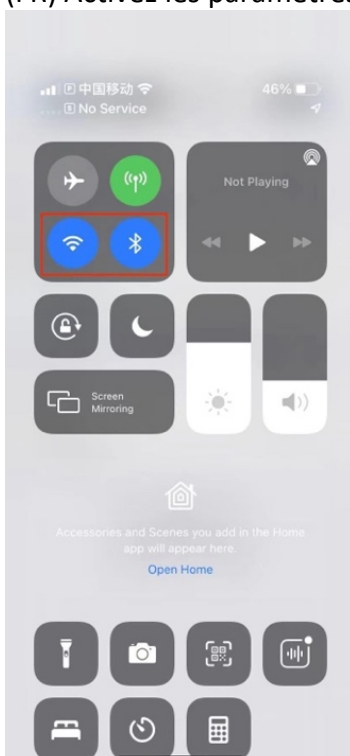 (FR) Activez les paramètres
P 中国移动 46%
No Service
Not Playing
Screen
Mirroring
Accessories and Scenes you add in the Home
app will appear here.
Open Home